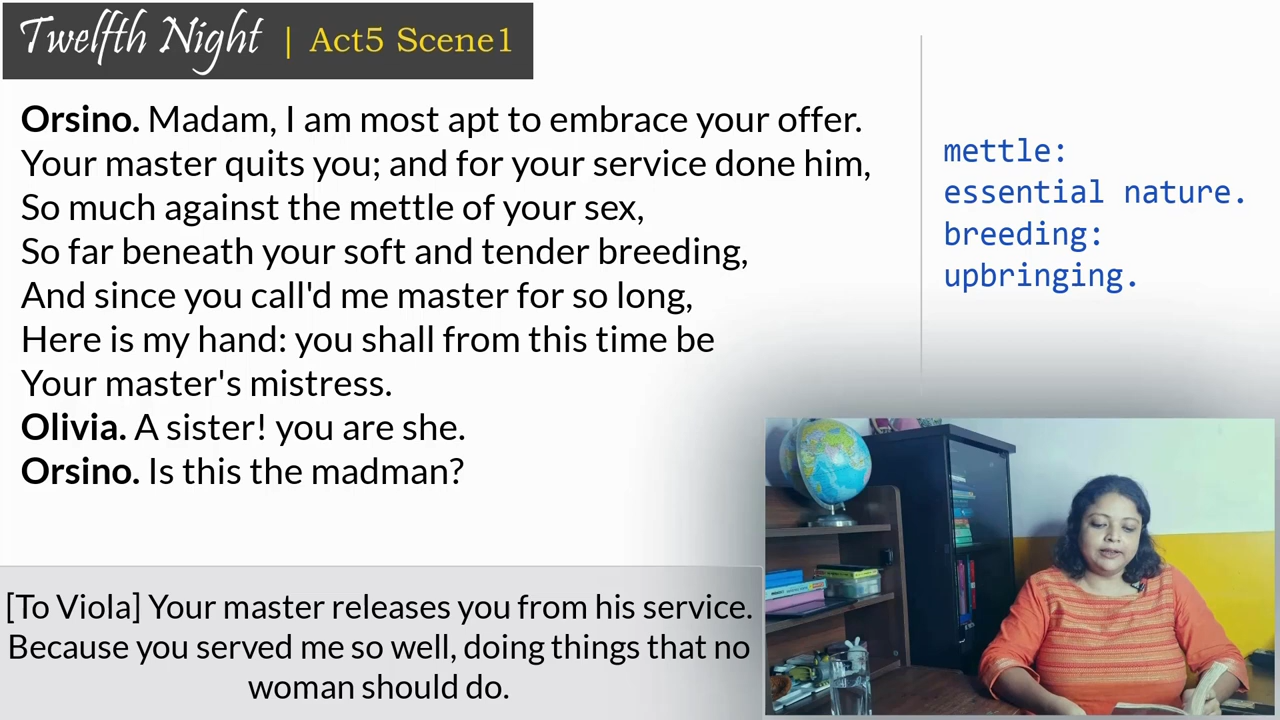 Twelfth Night | Act5 Scene1
Orsino. Madam, I am most apt to embrace your offer.
Your master quits you; and for your service done him,
So much against the mettle of your sex,
So far beneath your soft and tender breeding,
And since you call'd me master for so long,
Here is my hand: you shall from this time be
Your master's mistress.
Olivia. A sister! you are she.
Orsino. Is this the madman?
mettle:
essential nature.
breeding:
upbringing.
[To Viola] Your master releases you from his service.
Because you served me so well, doing things that no
woman should do.